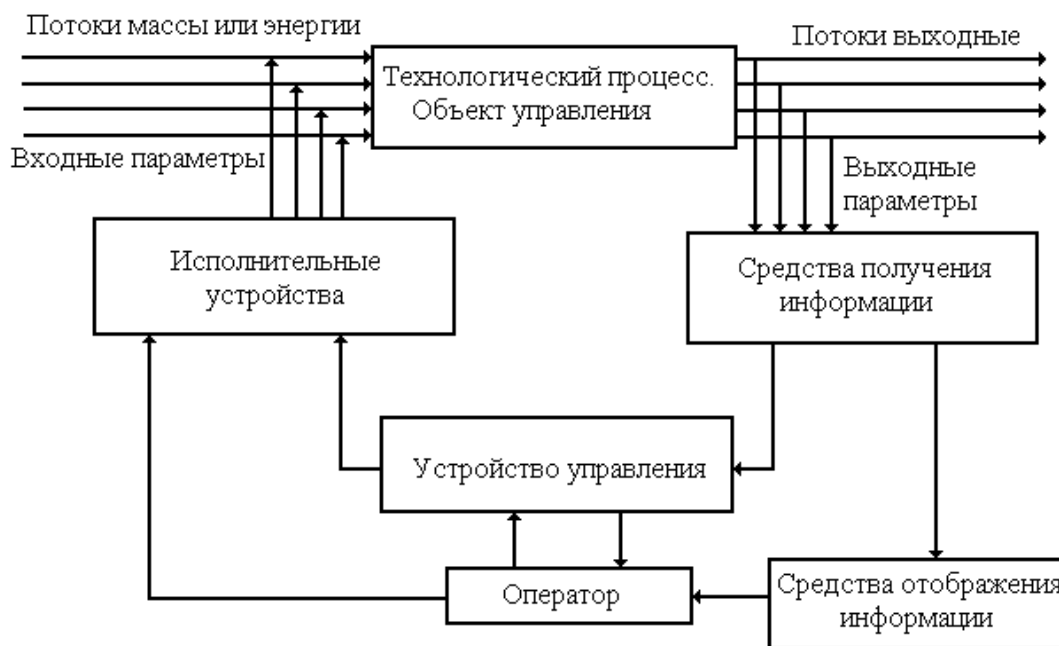 Потоки массы или энергии
Потоки выходные
Технологический процесс.
Объект управления
Входные параметры
Выходные
параметры
Исполнительные
устройства
Средства получения
информации
Устройство управления
Оператор
Средства отображения
информации